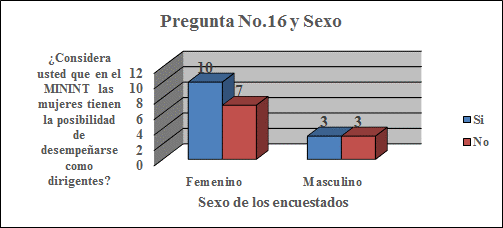 Pregunta No.16 y Sexo
¿Considera
usted que en el
MININT las
mujeres tienen
la posibilidad
de
desempeñarse
como
dirigentes?
12
10
8
6
4
2
0
10
7
3
3
Femenino
Masculino
Sexo de los encuestados
Si
No